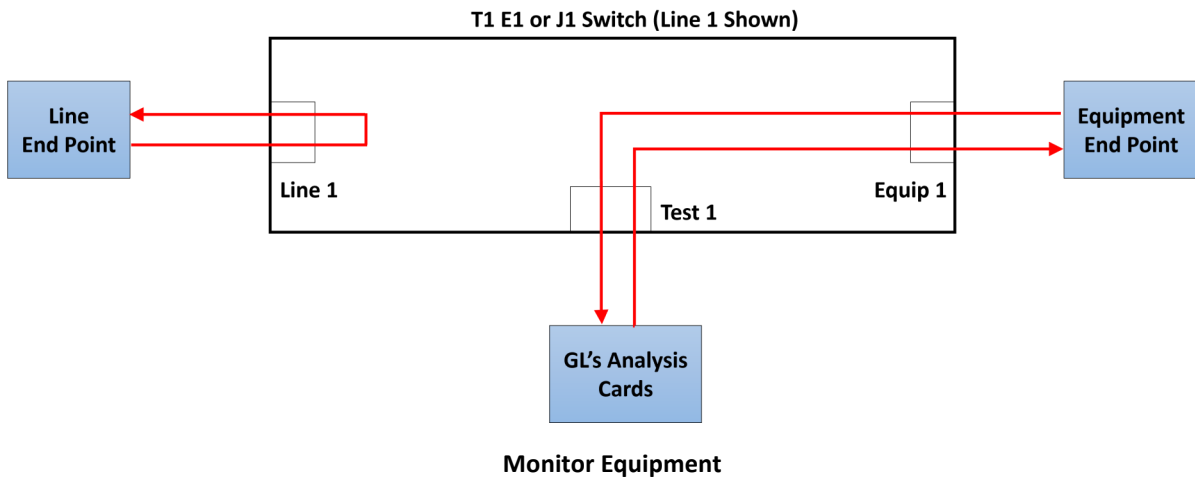 T1 E1 or J1 Switch (Line 1 Shown)
Line
End Point
Equipment
End Point
Line 1
Test 1
Equip 1
GL's Analysis
Cards
Monitor Equipment